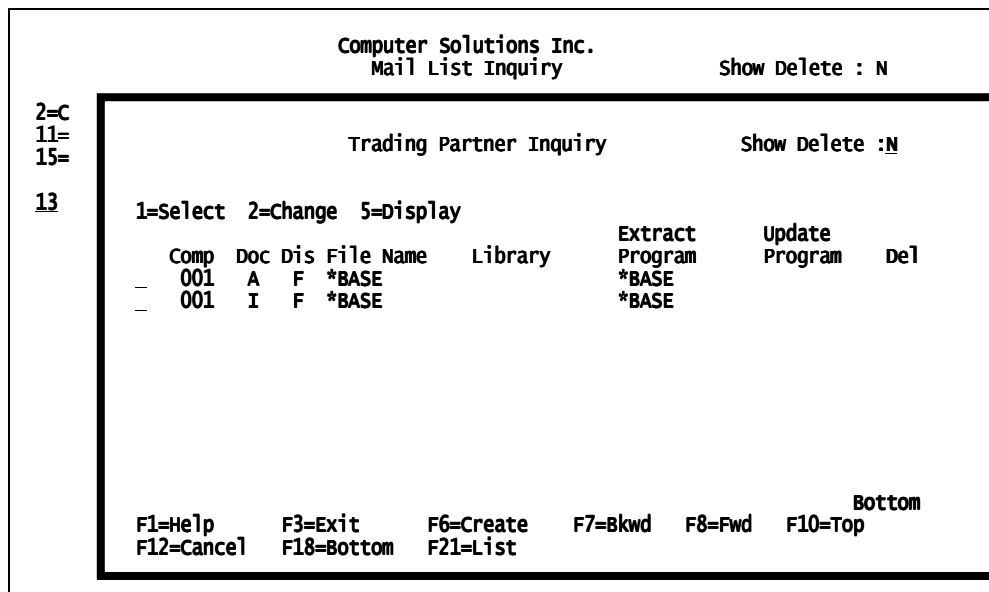 Computer Solutions Inc.
Mail List Inquiry Show Delete : N
2=C
11=
Trading Partner Inquiry Show Delete :N
15=
13
1=Select 2=Change 5=Display
Extract Update
Comp Doc Dis File Name Library Program Program Del
_ 001 A F *BASE *BASE
_ 001 I F *BASE *BASE
Bottom
F1=Help F3=Exit F6=Create F7=Bkwd F8=Fwd F10=Top
F12=Cancel F18=Bottom F21=List